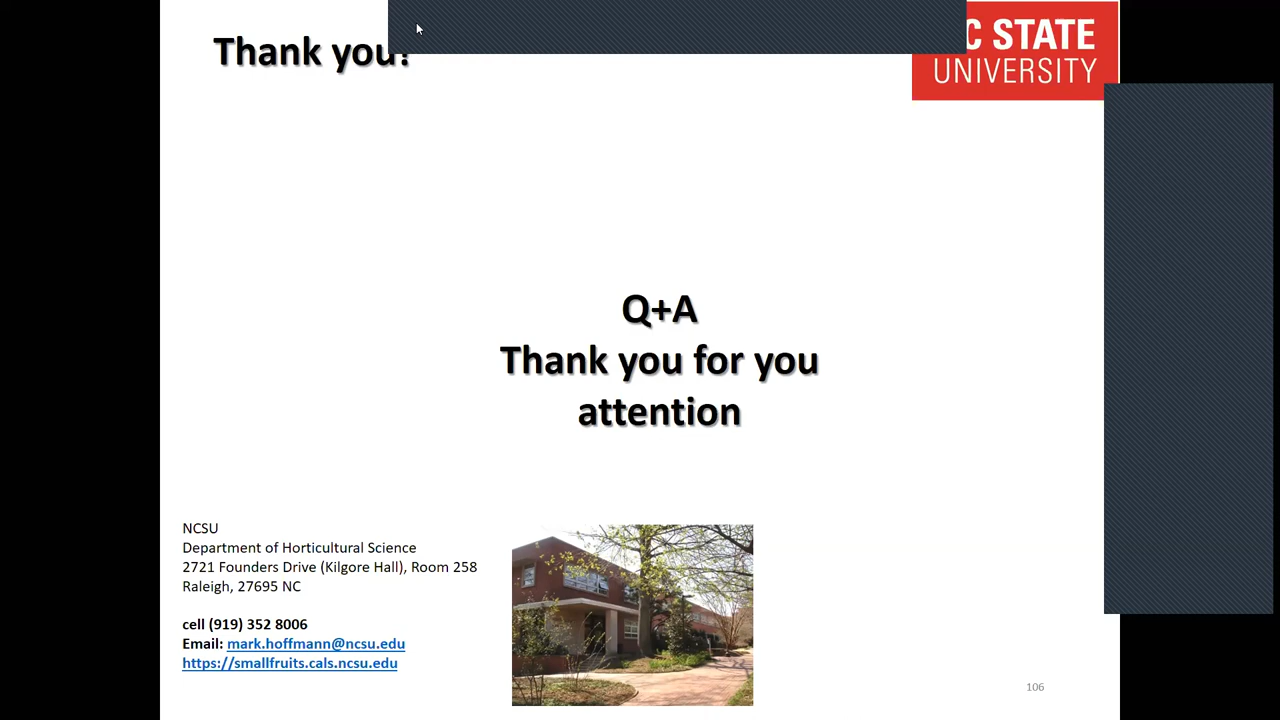 Thank you!
C STATE
UNIVERSITY
Q+A
Thank you for you
attention
NCSU
Department of Horticultural Science
2721 Founders Drive (Kilgore Hall), Room 258
Raleigh, 27695 NC
cell (919) 352 8006
Email: mark.hoffmann@ncsu.edu
https://smallfruits.cals.ncsu.edu
106